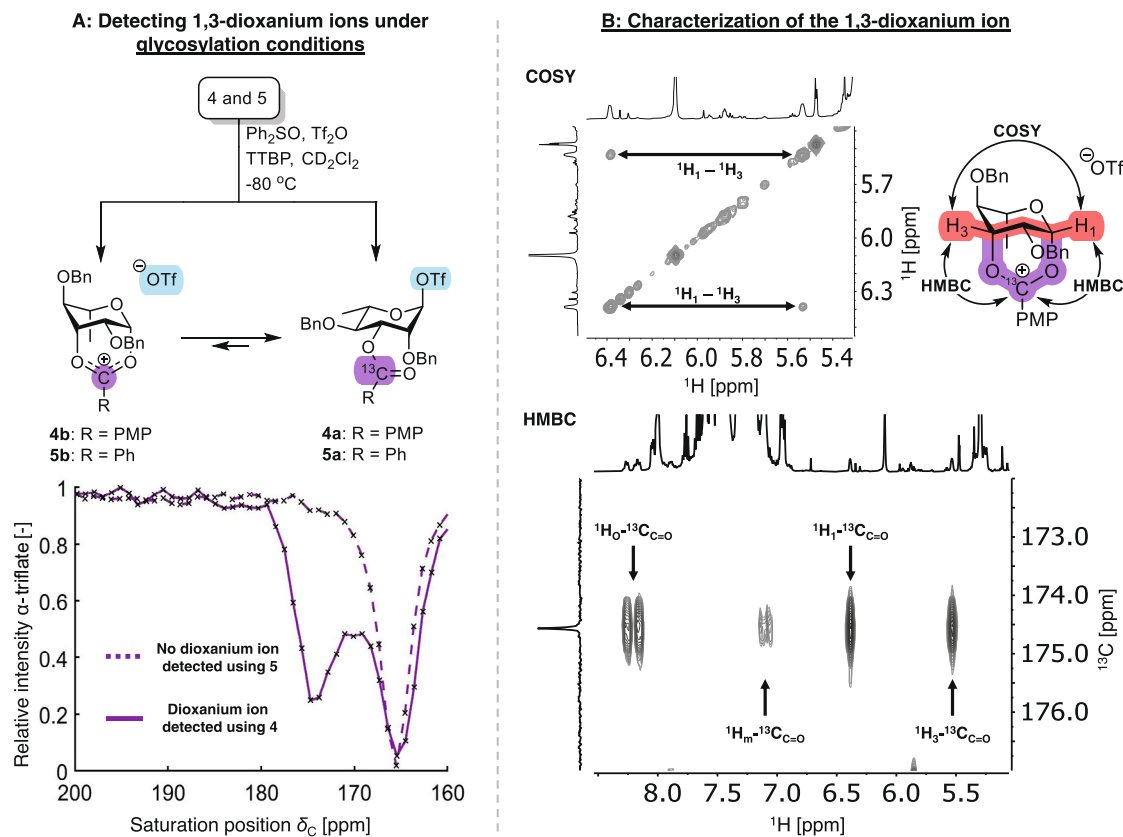 A: Detecting 1,3-dioxanium ions under
glycosylation conditions
4 and 5
Ph2SO, Tf2O
TTBP, CD2Cl2
-80 °C
OBn
⊖
OTf
O
OBn
O
⊕
C
O
R
4b: R = PMP
5b: R = Ph
OTf
O
BnO
O
OBn
13C
O
R
4a: R = PMP
5a: R = Ph
Relative intensity α-triflate [-]
1
0.8
0.6
0.4
0.2
0
No dioxanium ion
detected using 5
Dioxanium ion
detected using 4
200 190 180 170 160
Saturation position δC [ppm]
B: Characterization of the 1,3-dioxanium ion
COSY
1H1 – 1H3
1H1 – 1H3
5.7
6.0
6.3
1H [ppm]
6.4 6.2 6.0 5.8 5.6 5.4
1H [ppm]
COSY
⊖
OTf
OBn
O
H3
H1
OBn
O
⊕
O
13C
HMBC
HMBC
PMP
HMBC
1HO-13CC=O
1H1-13CC=O
1Hm-13CC=O
1H3-13CC=O
173.0
174.0
175.0
176.0
13C [ppm]
8.0 7.5 7.0 6.5 6.0 5.5
1H [ppm]